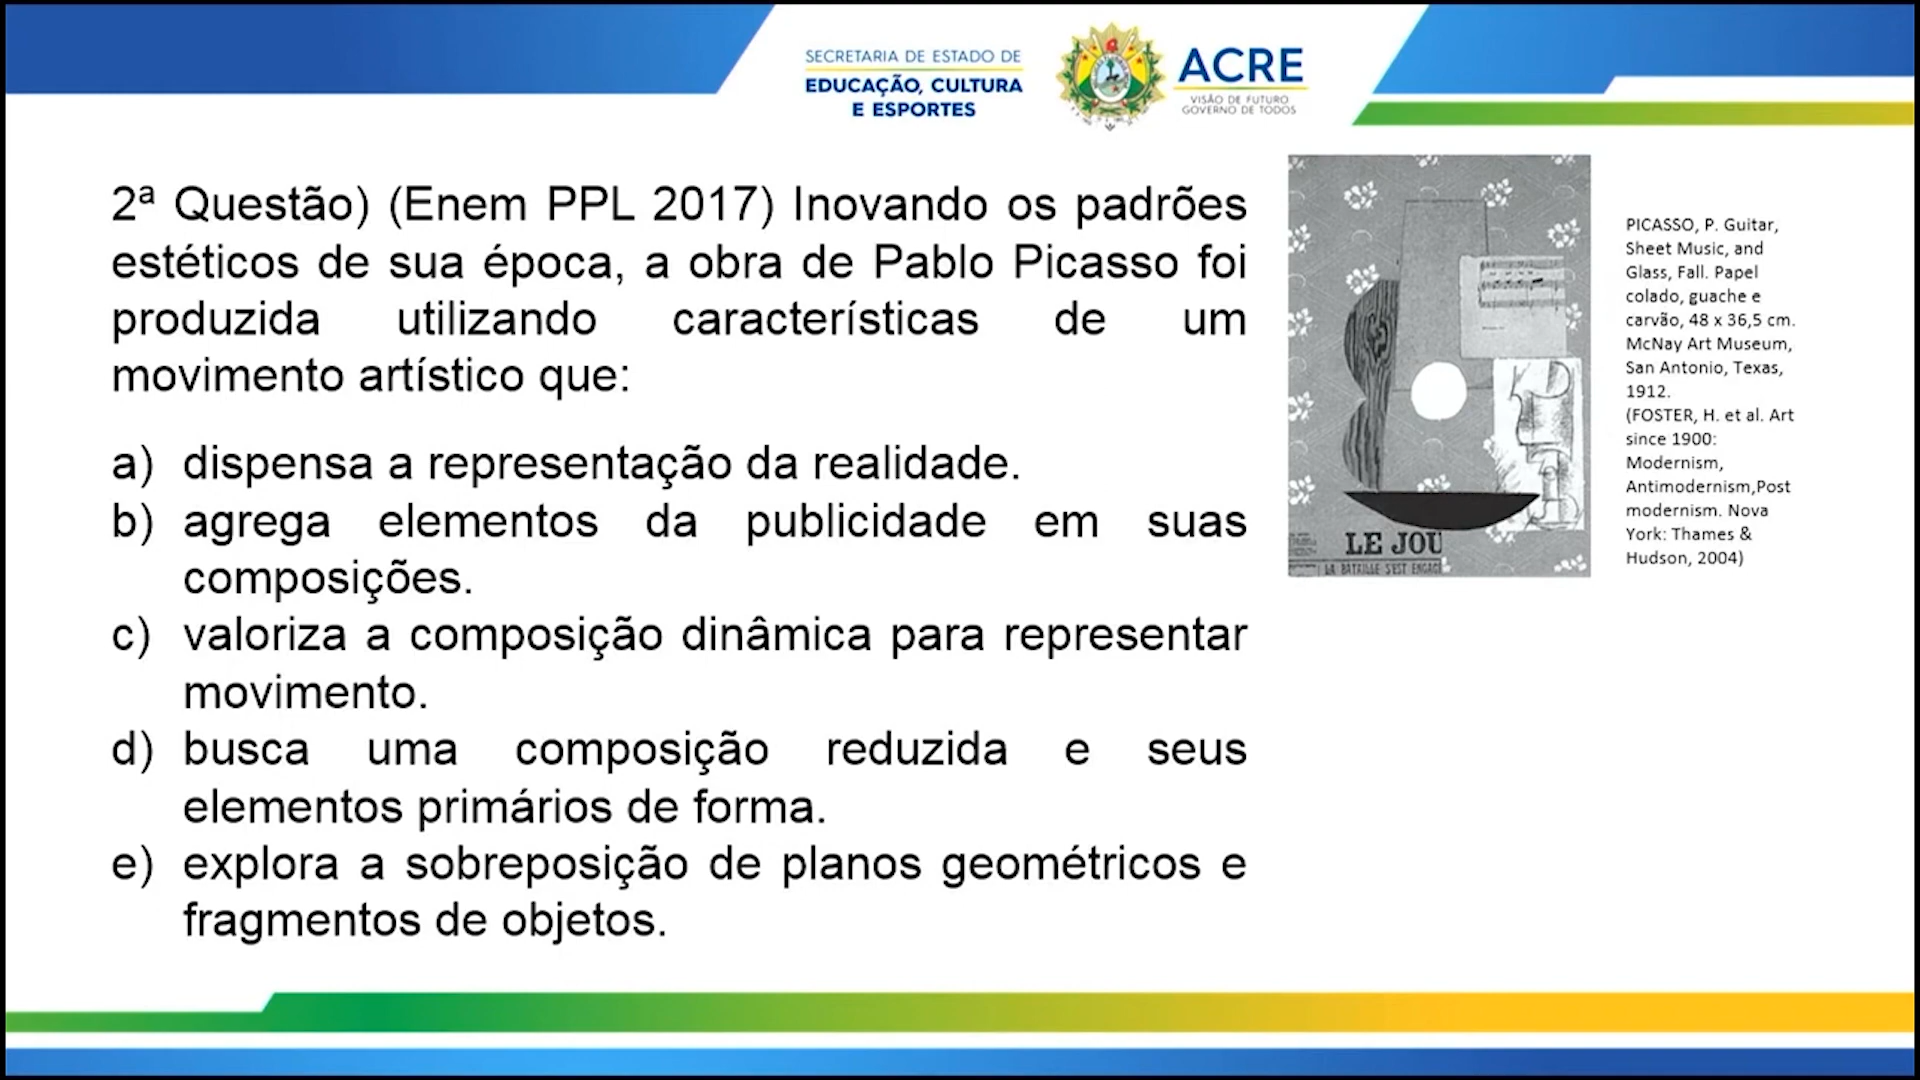 SECRETARIA DE ESTADO DE
EDUCAÇÃO, CULTURA
E ESPORTES
ACRE
VISÃO DE FUTURO
GOVERNO DE TODOS
2ª Questão) (Enem PPL 2017) Inovando os padrões
estéticos de sua época, a obra de Pablo Picasso foi
produzida utilizando características de um
movimento artístico que:
a) dispensa a representação da realidade.
b) agrega elementos da publicidade em suas
composições.
c) valoriza a composição dinâmica para representar
movimento.
d) busca uma composição reduzida e seus
elementos primários de forma.
e) explora a sobreposição de planos geométricos e
fragmentos de objetos.
LE JOU
LA BATAILLE S'EST ENGAGÉ
PICASSO, P. Guitar,
Sheet Music, and
Glass, Fall. Papel
colado, guache e
carvão, 48 x 36,5 cm.
McNay Art Museum,
San Antonio, Texas,
1912.
(FOSTER, H. et al. Art
since 1900:
Modernism,
Antimodernism,Post
modernism. Nova
York: Thames &
Hudson, 2004)